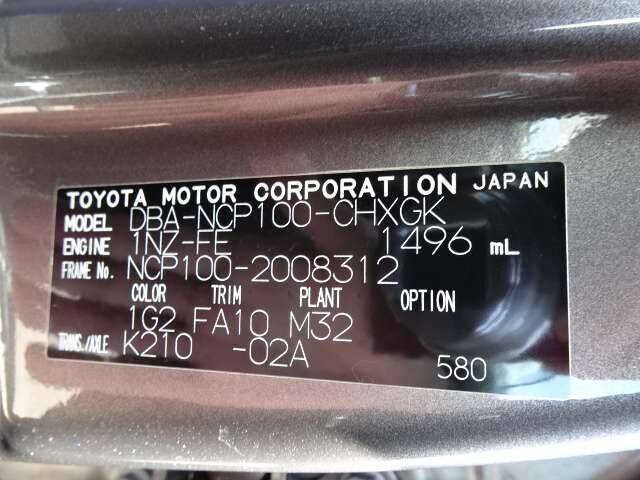 TOYOTA MOTOR CORPORATION JAPAN
MODEL DBA-NCP100-CHXGK
ENGINE 1NZ-FE 1496 mL
FRAME No. NCP100-2008312
COLOR TRIM PLANT OPTION
1G2 FA10 M32
TRANS./AXLE K210 -02A
580